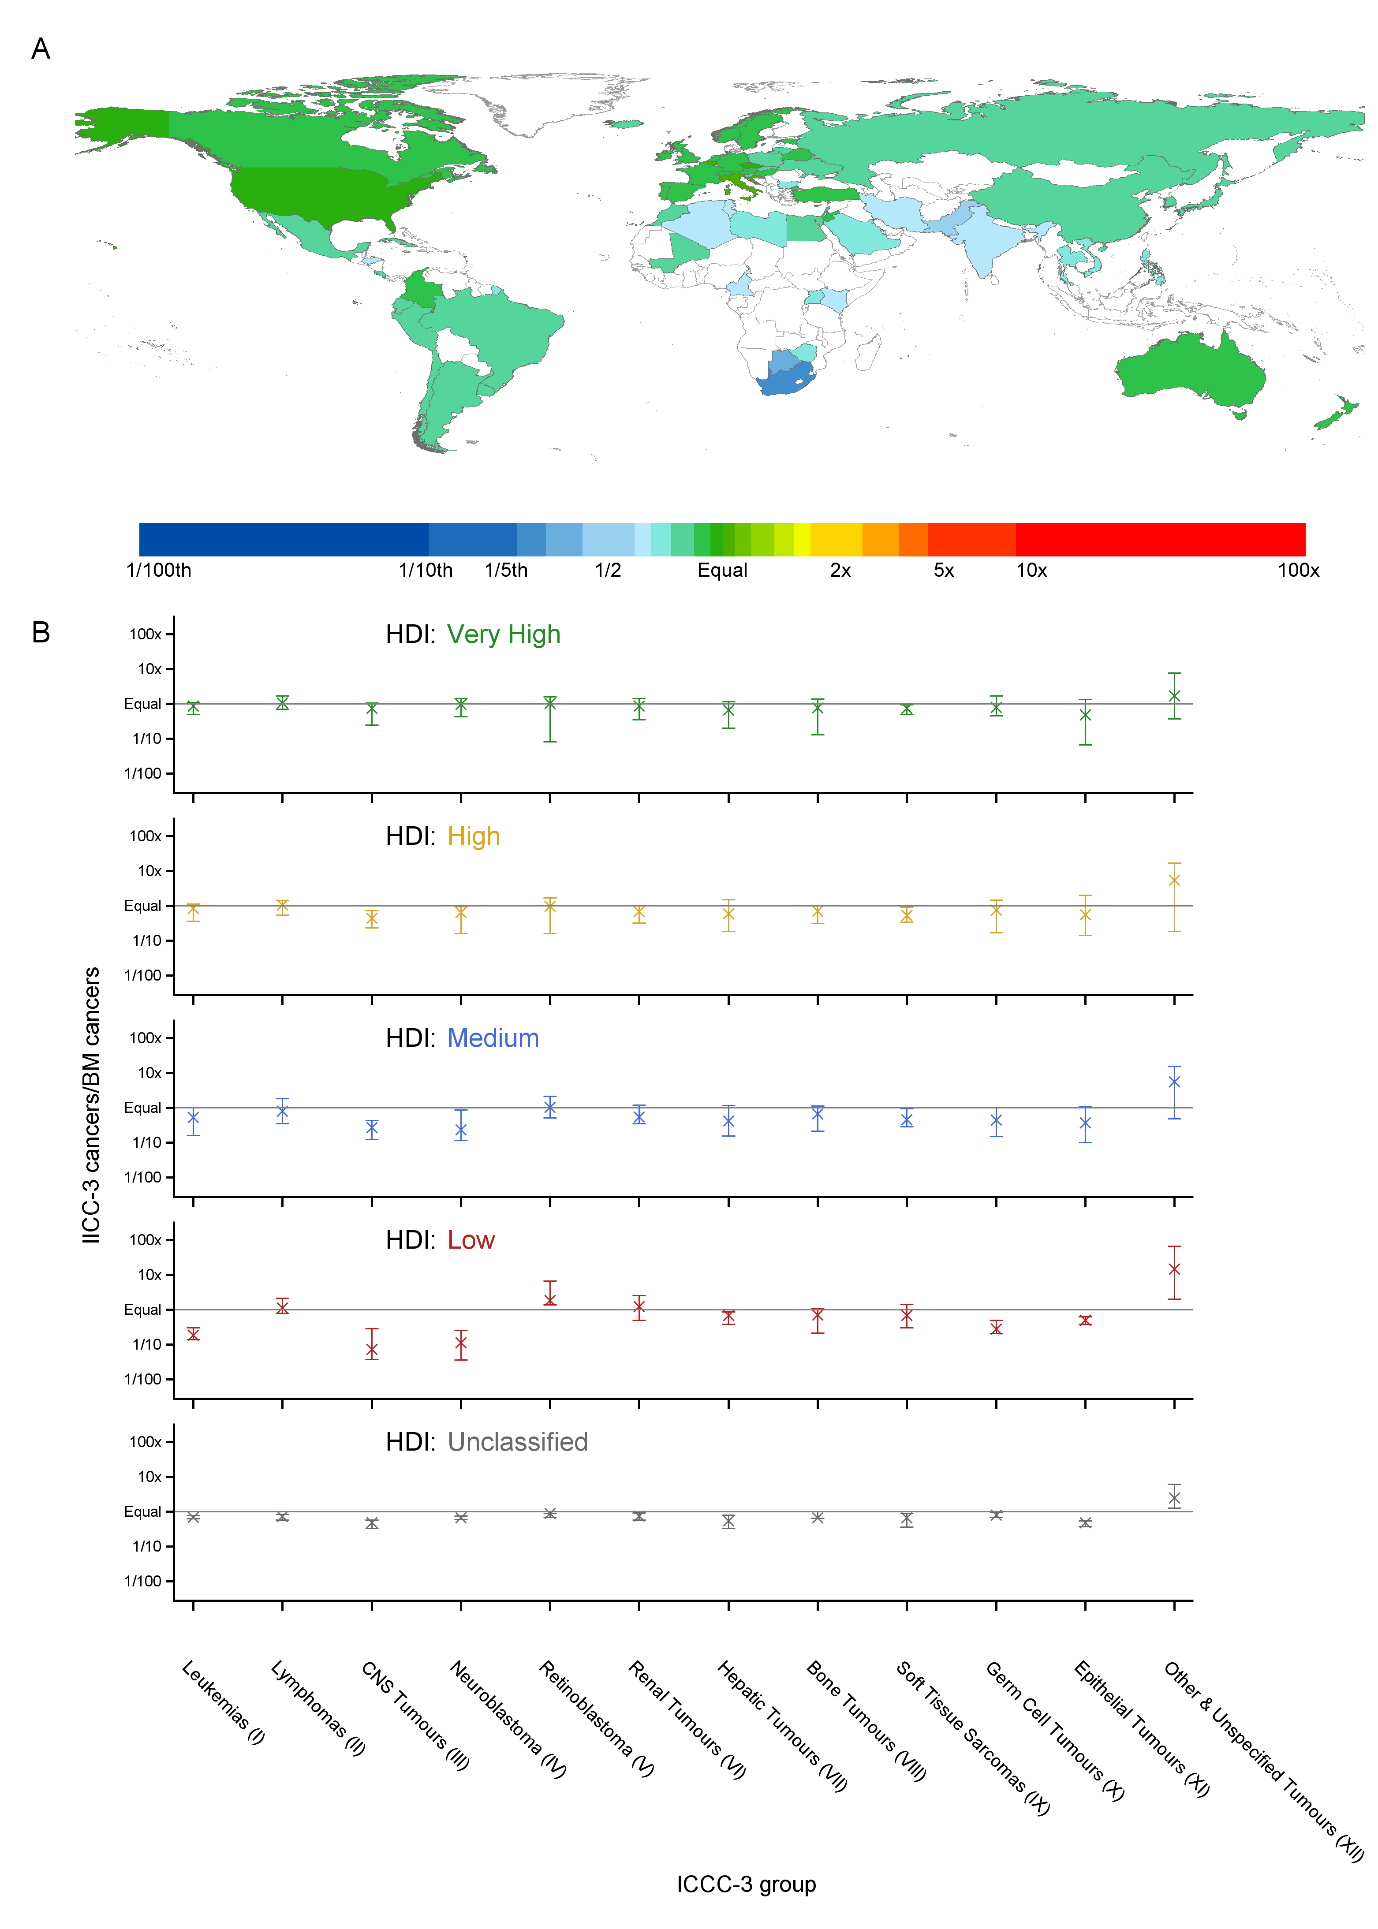 A
1/100th 1/10th 1/5th 1/2 Equal 2x 5x 10x 100x
B
HDI: Very High
100x
10x
Equal
1/10
1/100
HDI: High
100x
10x
Equal
1/10
1/100
HDI: Medium
100x
10x
Equal
1/10
1/100
HDI: Low
100x
10x
Equal
1/10
1/100
HDI: Unclassified
100x
10x
Equal
1/10
1/100
IICC-3 cancers/BM cancers
Leukemias (I)
Lymphomas (II)
CNS Tumours (III)
Neuroblastoma (IV)
Retinoblastoma (V)
Renal Tumours (VI)
Hepatic Tumours (VII)
Bone Tumours (VIII)
Soft Tissue Sarcomas (IX)
Germ Cell Tumours (X)
Epithelial Tumours (XI)
Other & Unspecified Tumours (XII)
ICCC-3 group